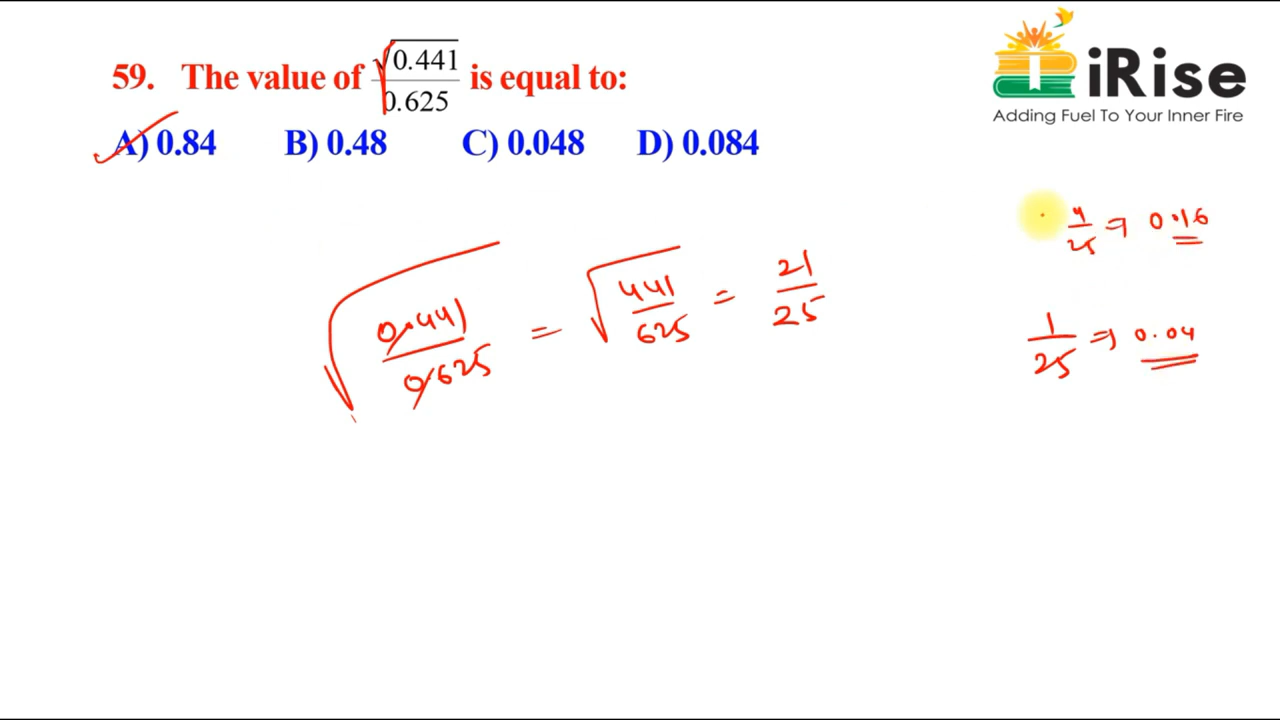 iRise
Adding Fuel To Your Inner Fire
59. The value of √0.441/0.625 is equal to:
A) 0.84 B) 0.48 C) 0.048 D) 0.084
4/25 ⇒ 0.16
√(0.441/0.625) = √(441/625) = 21/25
1/25 ⇒ 0.04